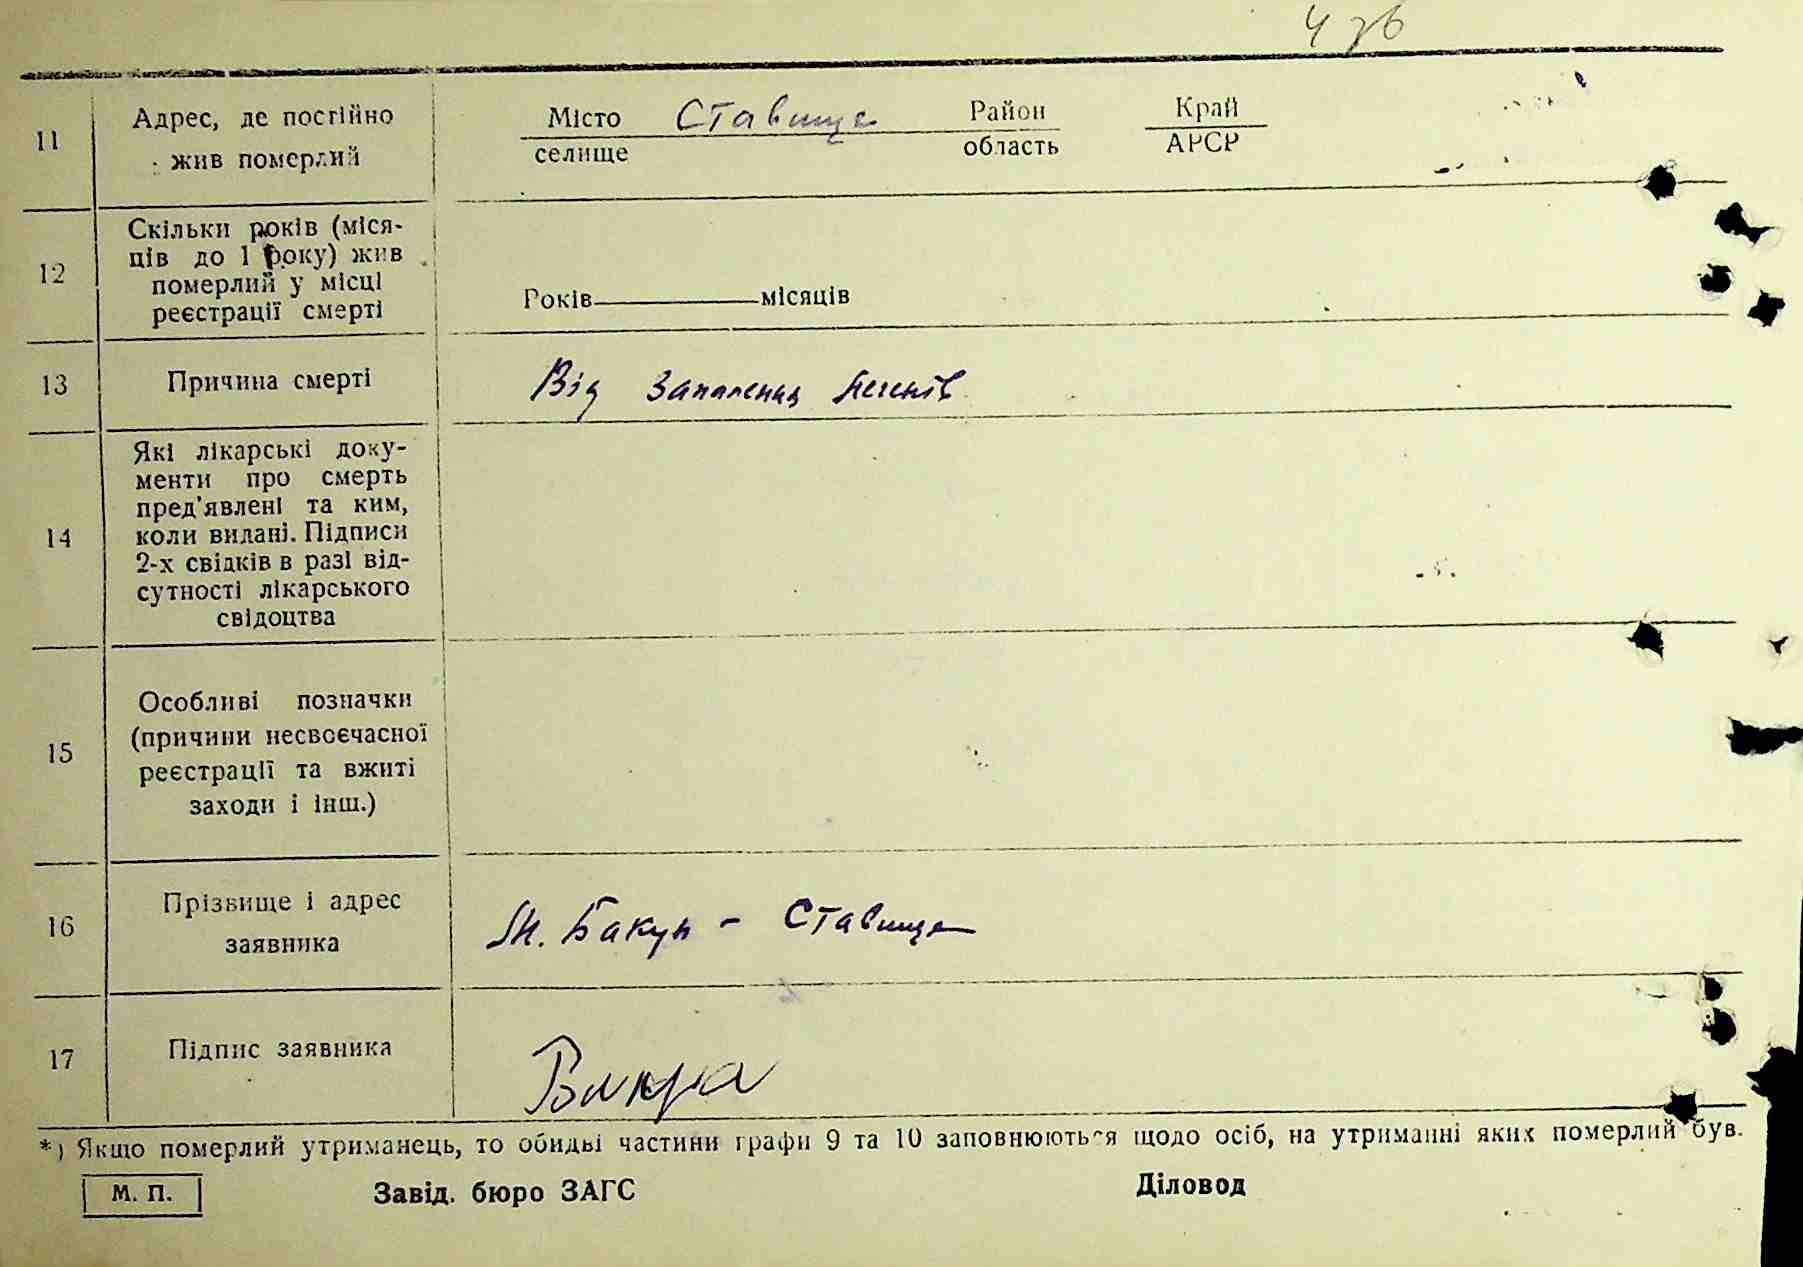 4 зв
11
Адрес, де постійно
жив померлий
Місто Ставище Район Край
селище область АРСР
12
Скільки років (міся-
ців до 1 року) жив
померлий у місці
реєстрації смерті
Років місяців
13
Причина смерті
Від Запалення легенів
14
Які лікарські доку-
менти про смерть
пред'явлені та ким,
коли видані. Підписи
2-х свідків в разі від-
сутності лікарського
свідоцтва
15
Особливі позначки
(причини несвоєчасної
реєстрації та вжиті
заходи і інш.)
16
Прізвище і адрес
заявника
М. Бакун - Ставище
17
Підпис заявника
*) Якщо померлий утриманець, то обидві частини графи 9 та 10 заповнюються щодо осіб, на утриманні яких померлий був.
М. П.
Завід. бюро ЗАГС
Діловод